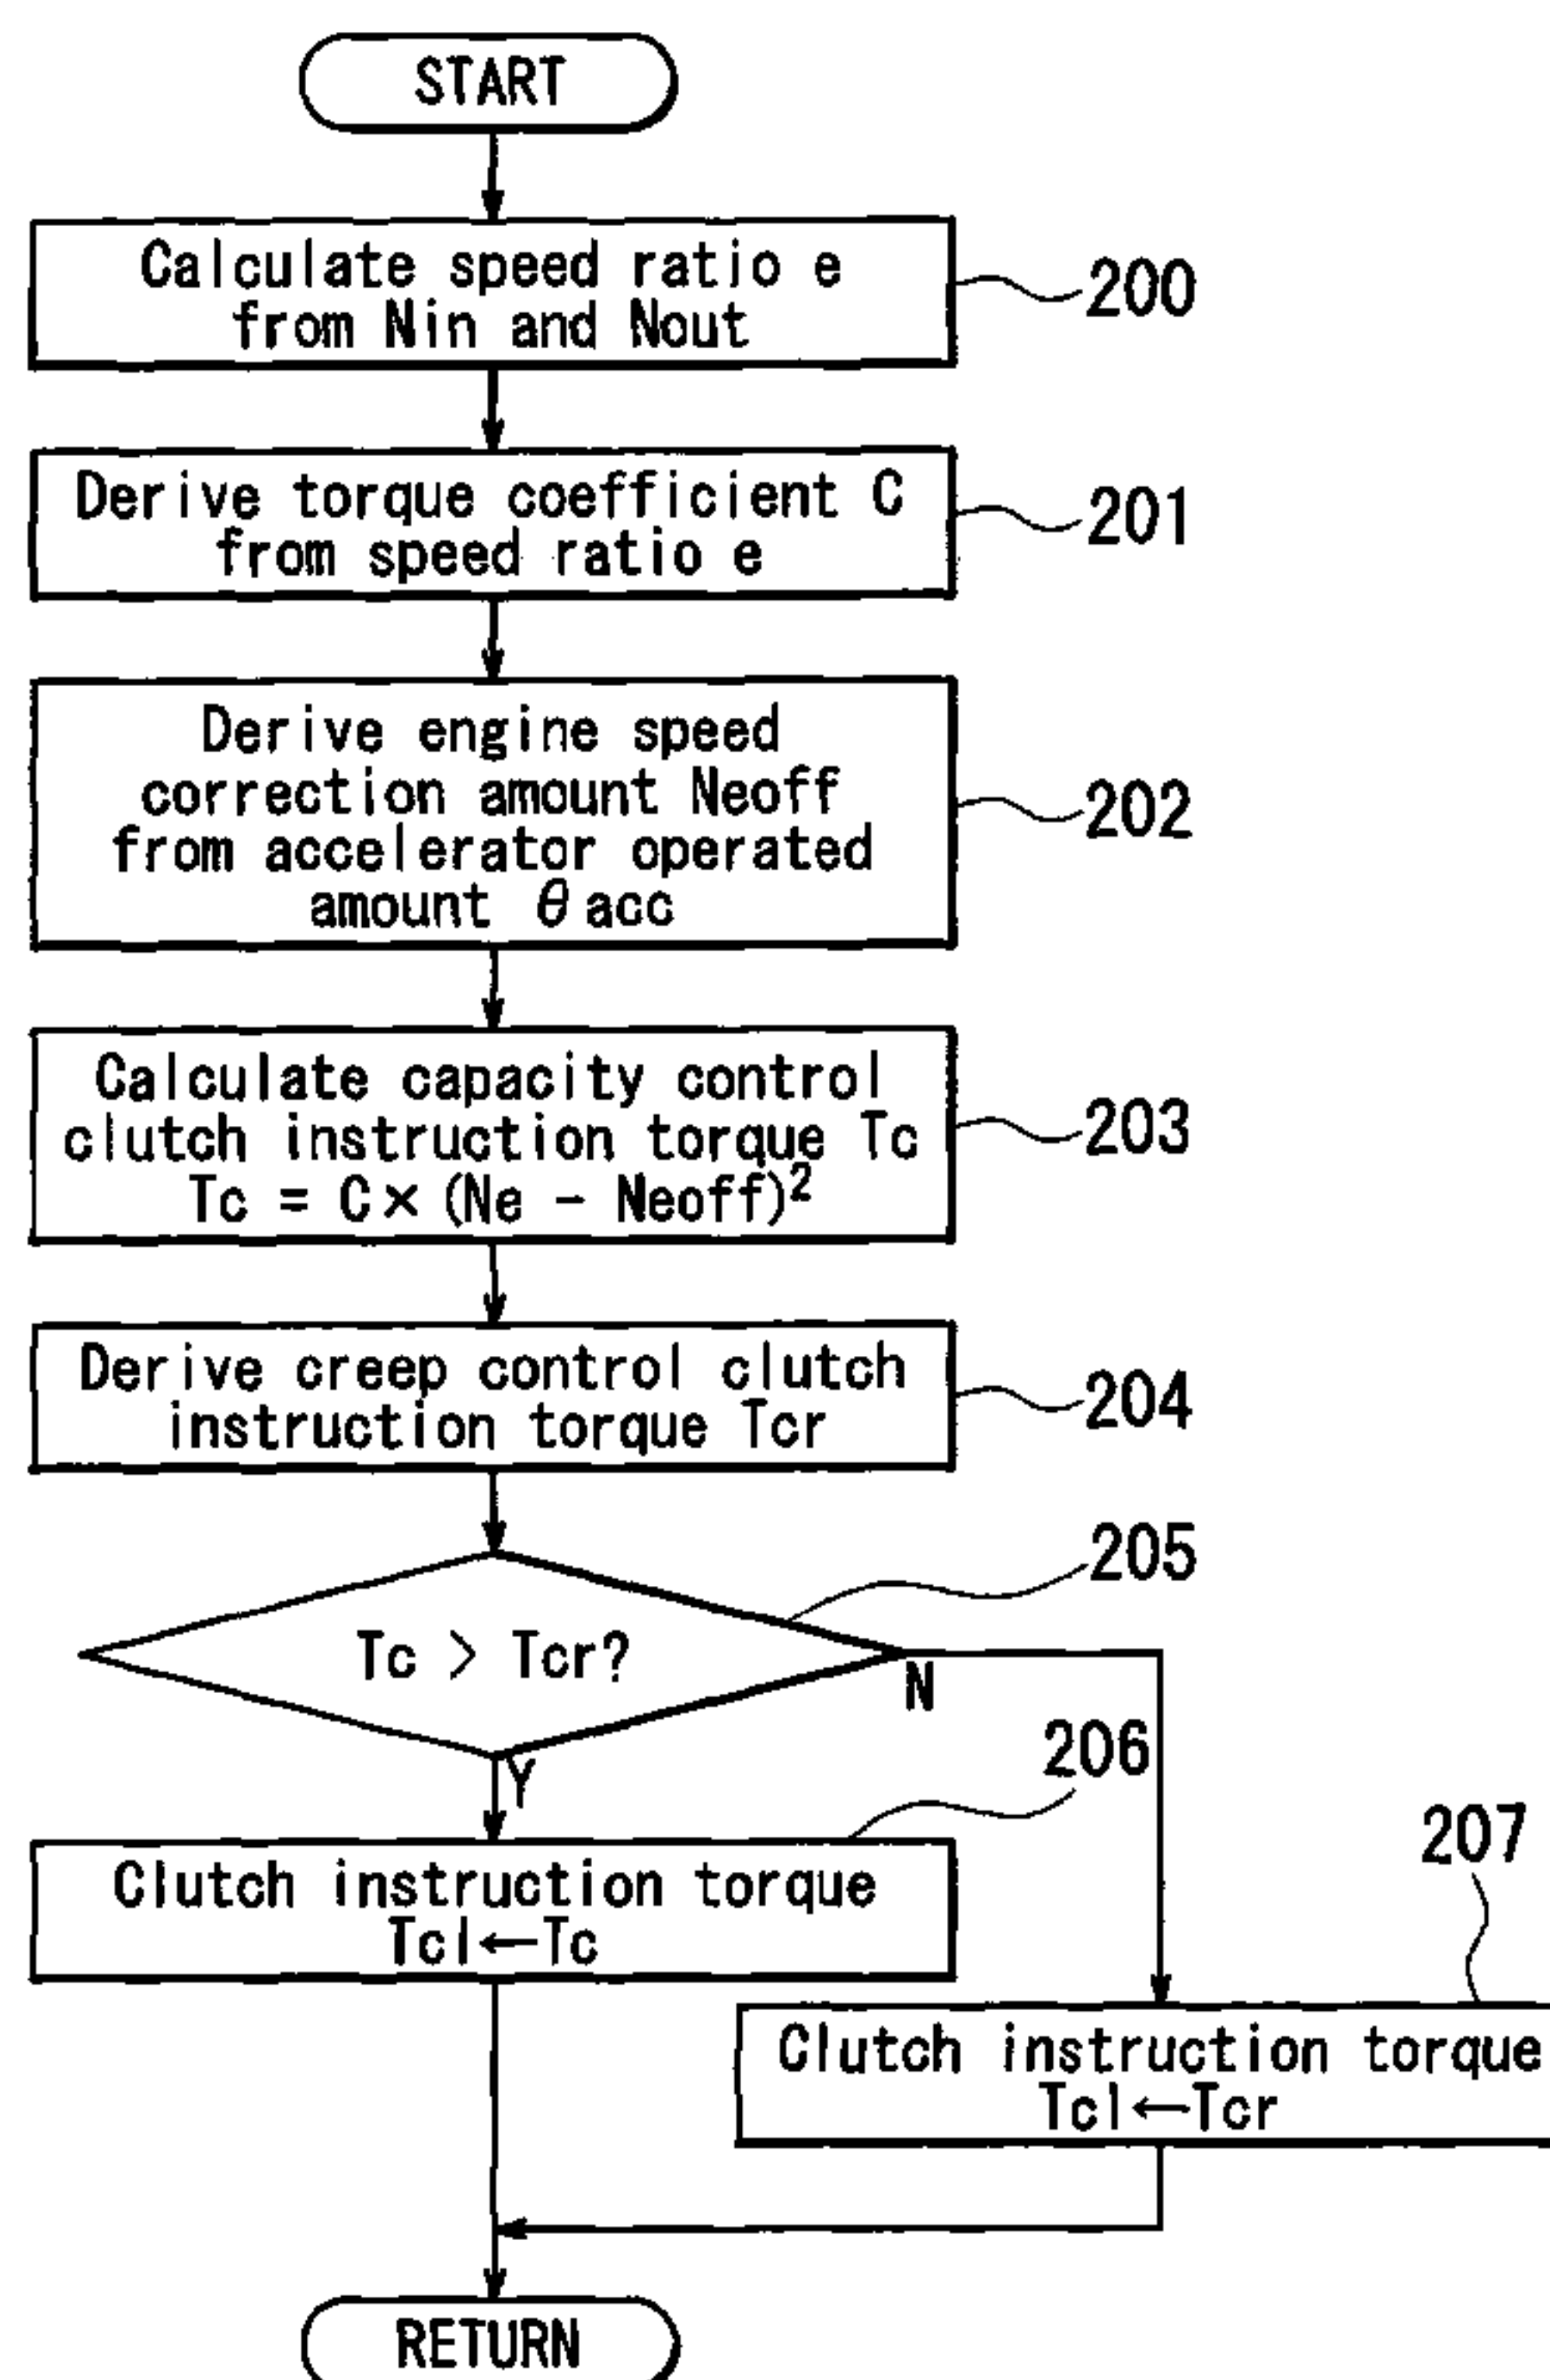 START
Calculate speed ratio e
from Nin and Nout
200
Derive torque coefficient C
from speed ratio e
201
Derive engine speed
correction amount Neoff
from accelerator operated
amount θacc
202
Calculate capacity control
clutch instruction torque Tc
Tc = C× (Ne - Neoff)²
203
Derive creep control clutch
instruction torque Tcr
204
205
Tc > Tcr?
N
Y
206
Clutch instruction torque
Tcl←Tc
207
Clutch instruction torque
Tcl←Tcr
RETURN